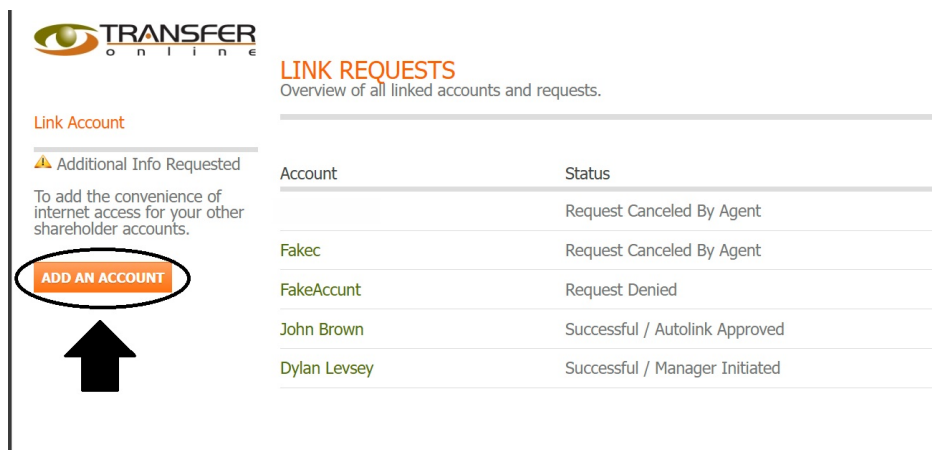 TRANSFER
online
LINK REQUESTS
Overview of all linked accounts and requests.
Link Account
Additional Info Requested
To add the convenience of
internet access for your other
shareholder accounts.
ADD AN ACCOUNT
Account Status
Request Canceled By Agent
Fakec Request Canceled By Agent
FakeAccunt Request Denied
John Brown Successful / Autolink Approved
Dylan Levsey Successful / Manager Initiated